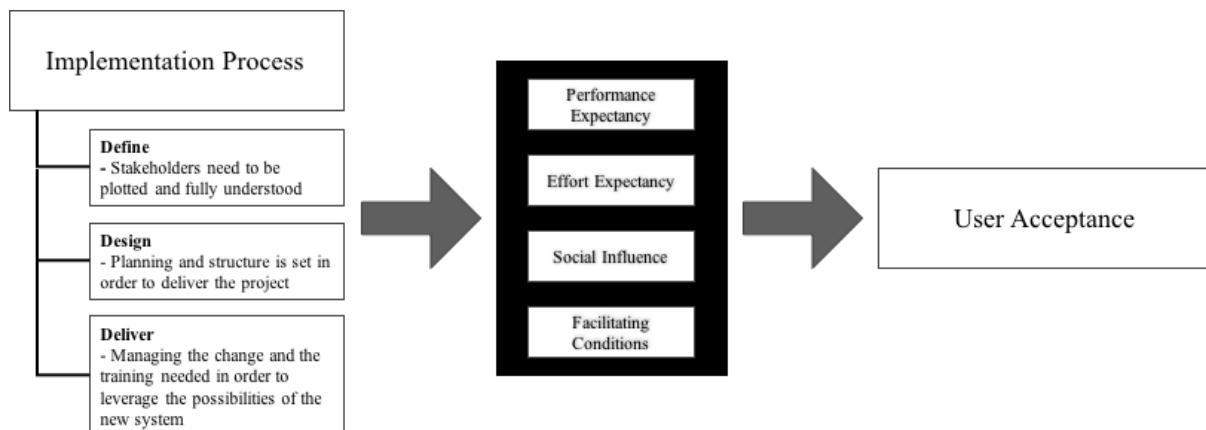 Implementation Process
Define
- Stakeholders need to be
plotted and fully understood
Design
- Planning and structure is set in
order to deliver the project
Deliver
- Managing the change and the
training needed in order to
leverage the possibilities of the
new system
Performance
Expectancy
Effort Expectancy
Social Influence
Facilitating
Conditions
User Acceptance